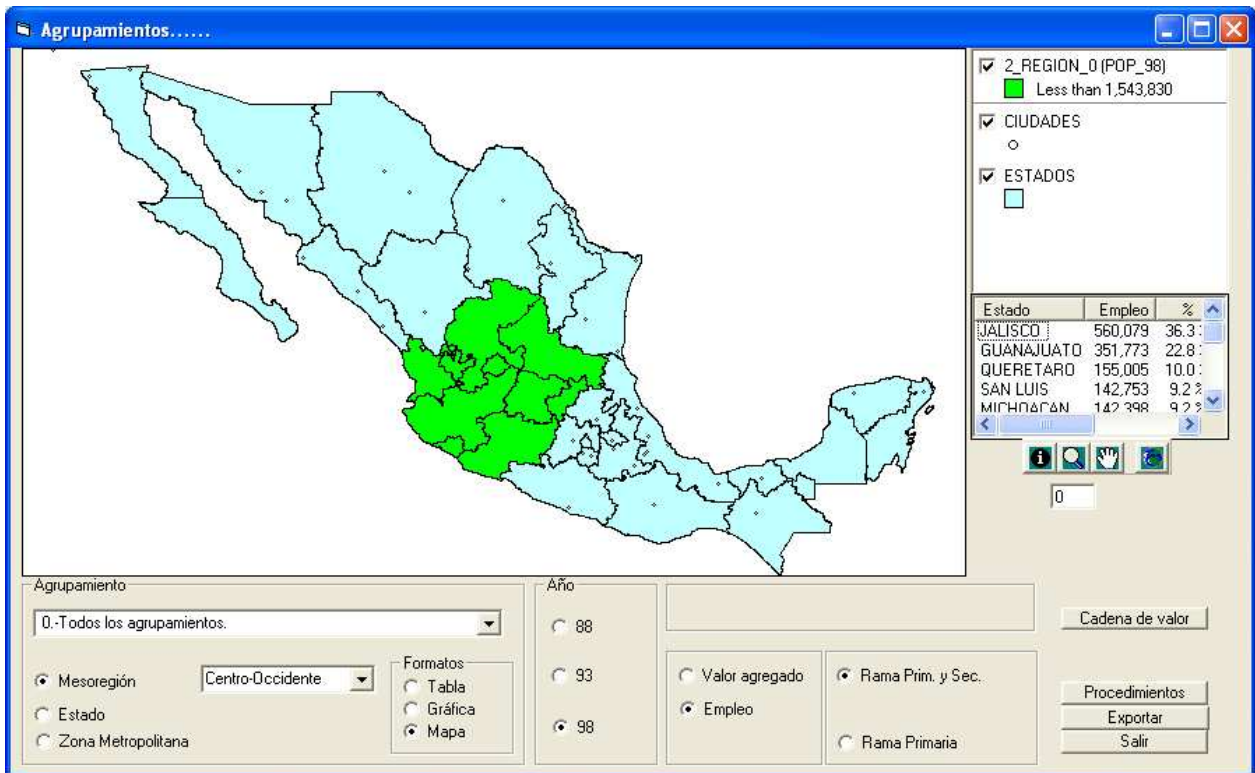 Agrupamientos......
2_REGION_0 (POP_98)
Less than 1,543,830
CIUDADES
ESTADOS
Estado Empleo %
JALISCO 560,079 36.3
GUANAJUATO 351,773 22.8
QUERETARO 155,005 10.0
SAN LUIS 142,753 9.2 %
MICHOACAN 142,398 9.2 %
0
Agrupamiento
0.-Todos los agrupamientos.
Mesoregión
Centro-Occidente
Estado
Zona Metropolitana
Formatos
Tabla
Gráfica
Mapa
Año
88
93
98
Valor agregado
Empleo
Rama Prim. y Sec.
Rama Primaria
Cadena de valor
Procedimientos
Exportar
Salir